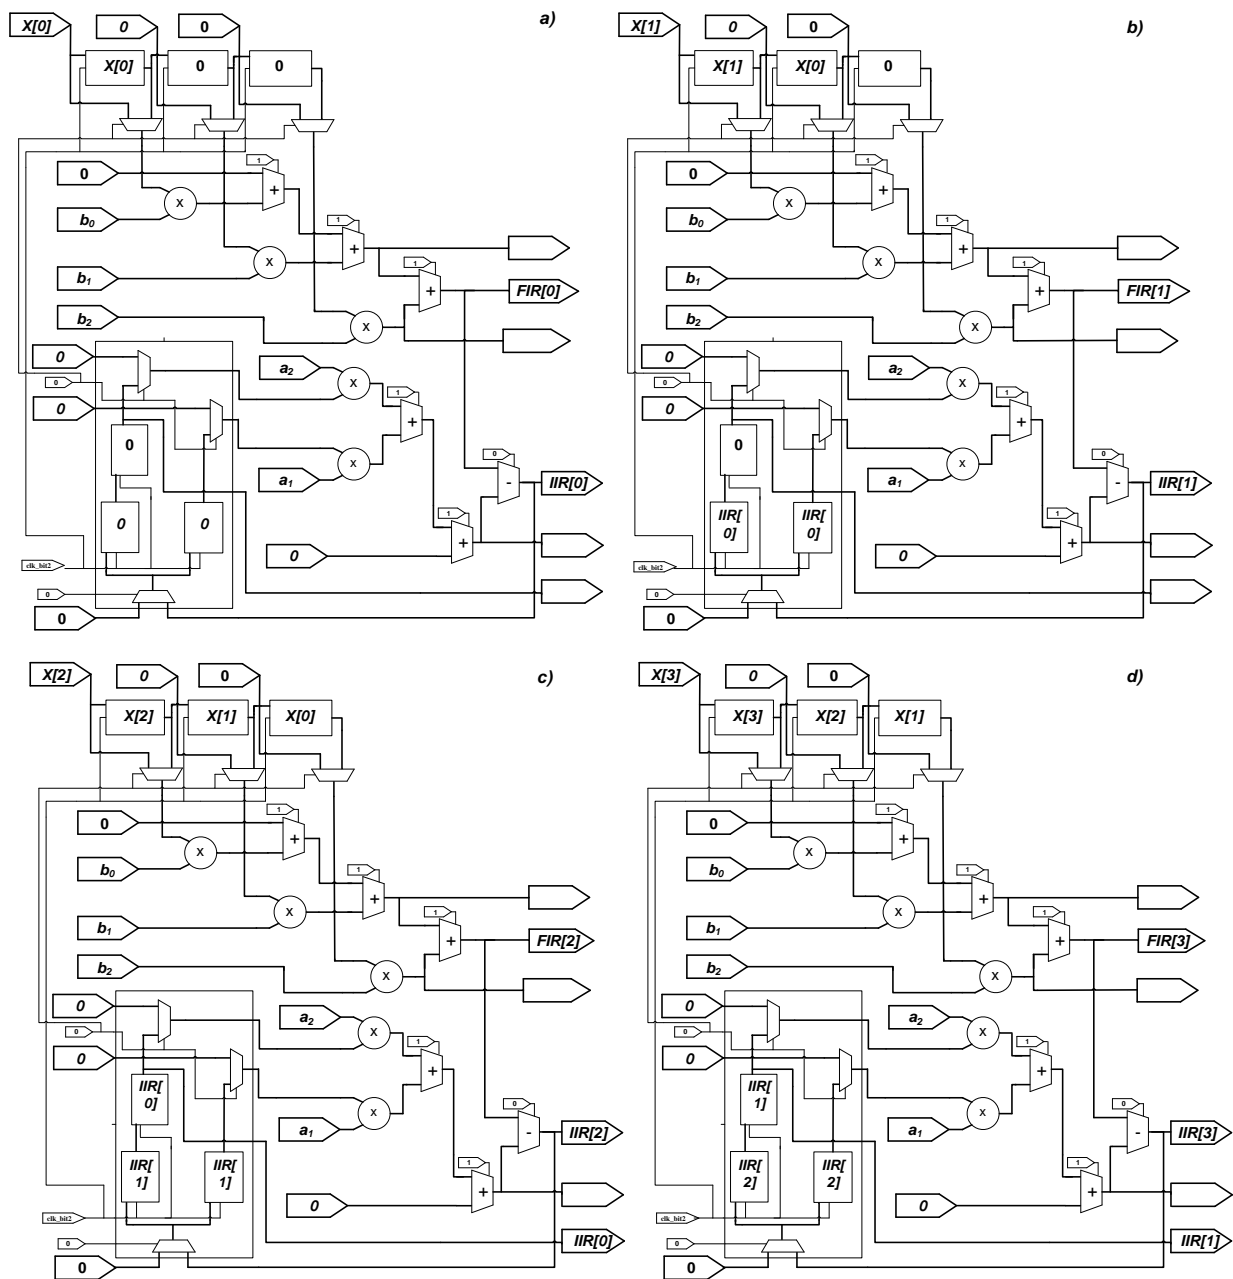 X[0] 0 0 a)
X[0] 0 0
1
0 +
x
b0 1
+
b1 x 1
+ FIR[0]
b2 x
0 a2
0 x 1
0 +
0 x 0
a1 - IIR[0]
0 0 1
0 +
clk_bit2
0
0
X[1] 0 0 b)
X[1] X[0] 0
1
0 +
x
b0 1
+
b1 x 1
+ FIR[1]
b2 x
0 a2
0 x 1
0 +
0 x 0
a1 - IIR[1]
IIR[ IIR[ 1
0] 0] 0 +
clk_bit2
0
0
X[2] 0 0 c)
X[2] X[1] X[0]
1
0 +
x
b0 1
+
b1 x 1
+ FIR[2]
b2 x
0 a2
0 x 1
0 +
IIR[
0] x 0
a1 - IIR[2]
IIR[ IIR[ 1
1] 1] 0 +
clk_bit2
0 IIR[0]
0
X[3] 0 0 d)
X[3] X[2] X[1]
1
0 +
x
b0 1
+
b1 x 1
+ FIR[3]
b2 x
0 a2
0 x 1
0 +
IIR[
1] x 0
a1 - IIR[3]
IIR[ IIR[ 1
2] 2] 0 +
clk_bit2
0 IIR[1]
0